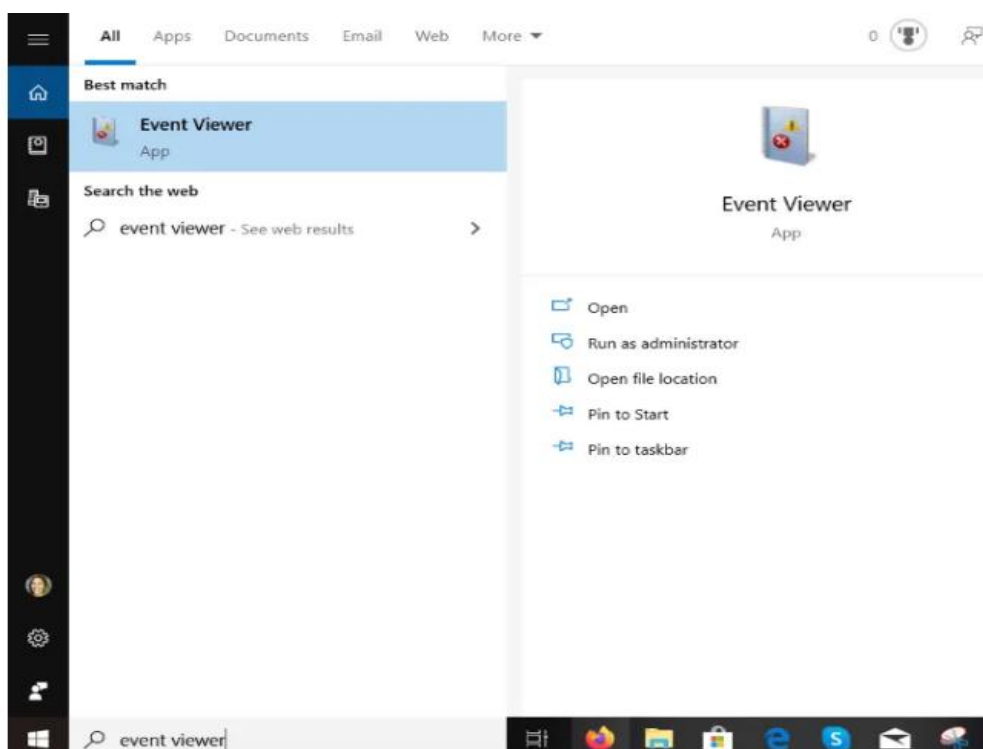 All Apps Documents Email Web More 0
Best match
Event Viewer
App
Search the web
event viewer - See web results
Event Viewer
App
Open
Run as administrator
Open file location
Pin to Start
Pin to taskbar
event viewer